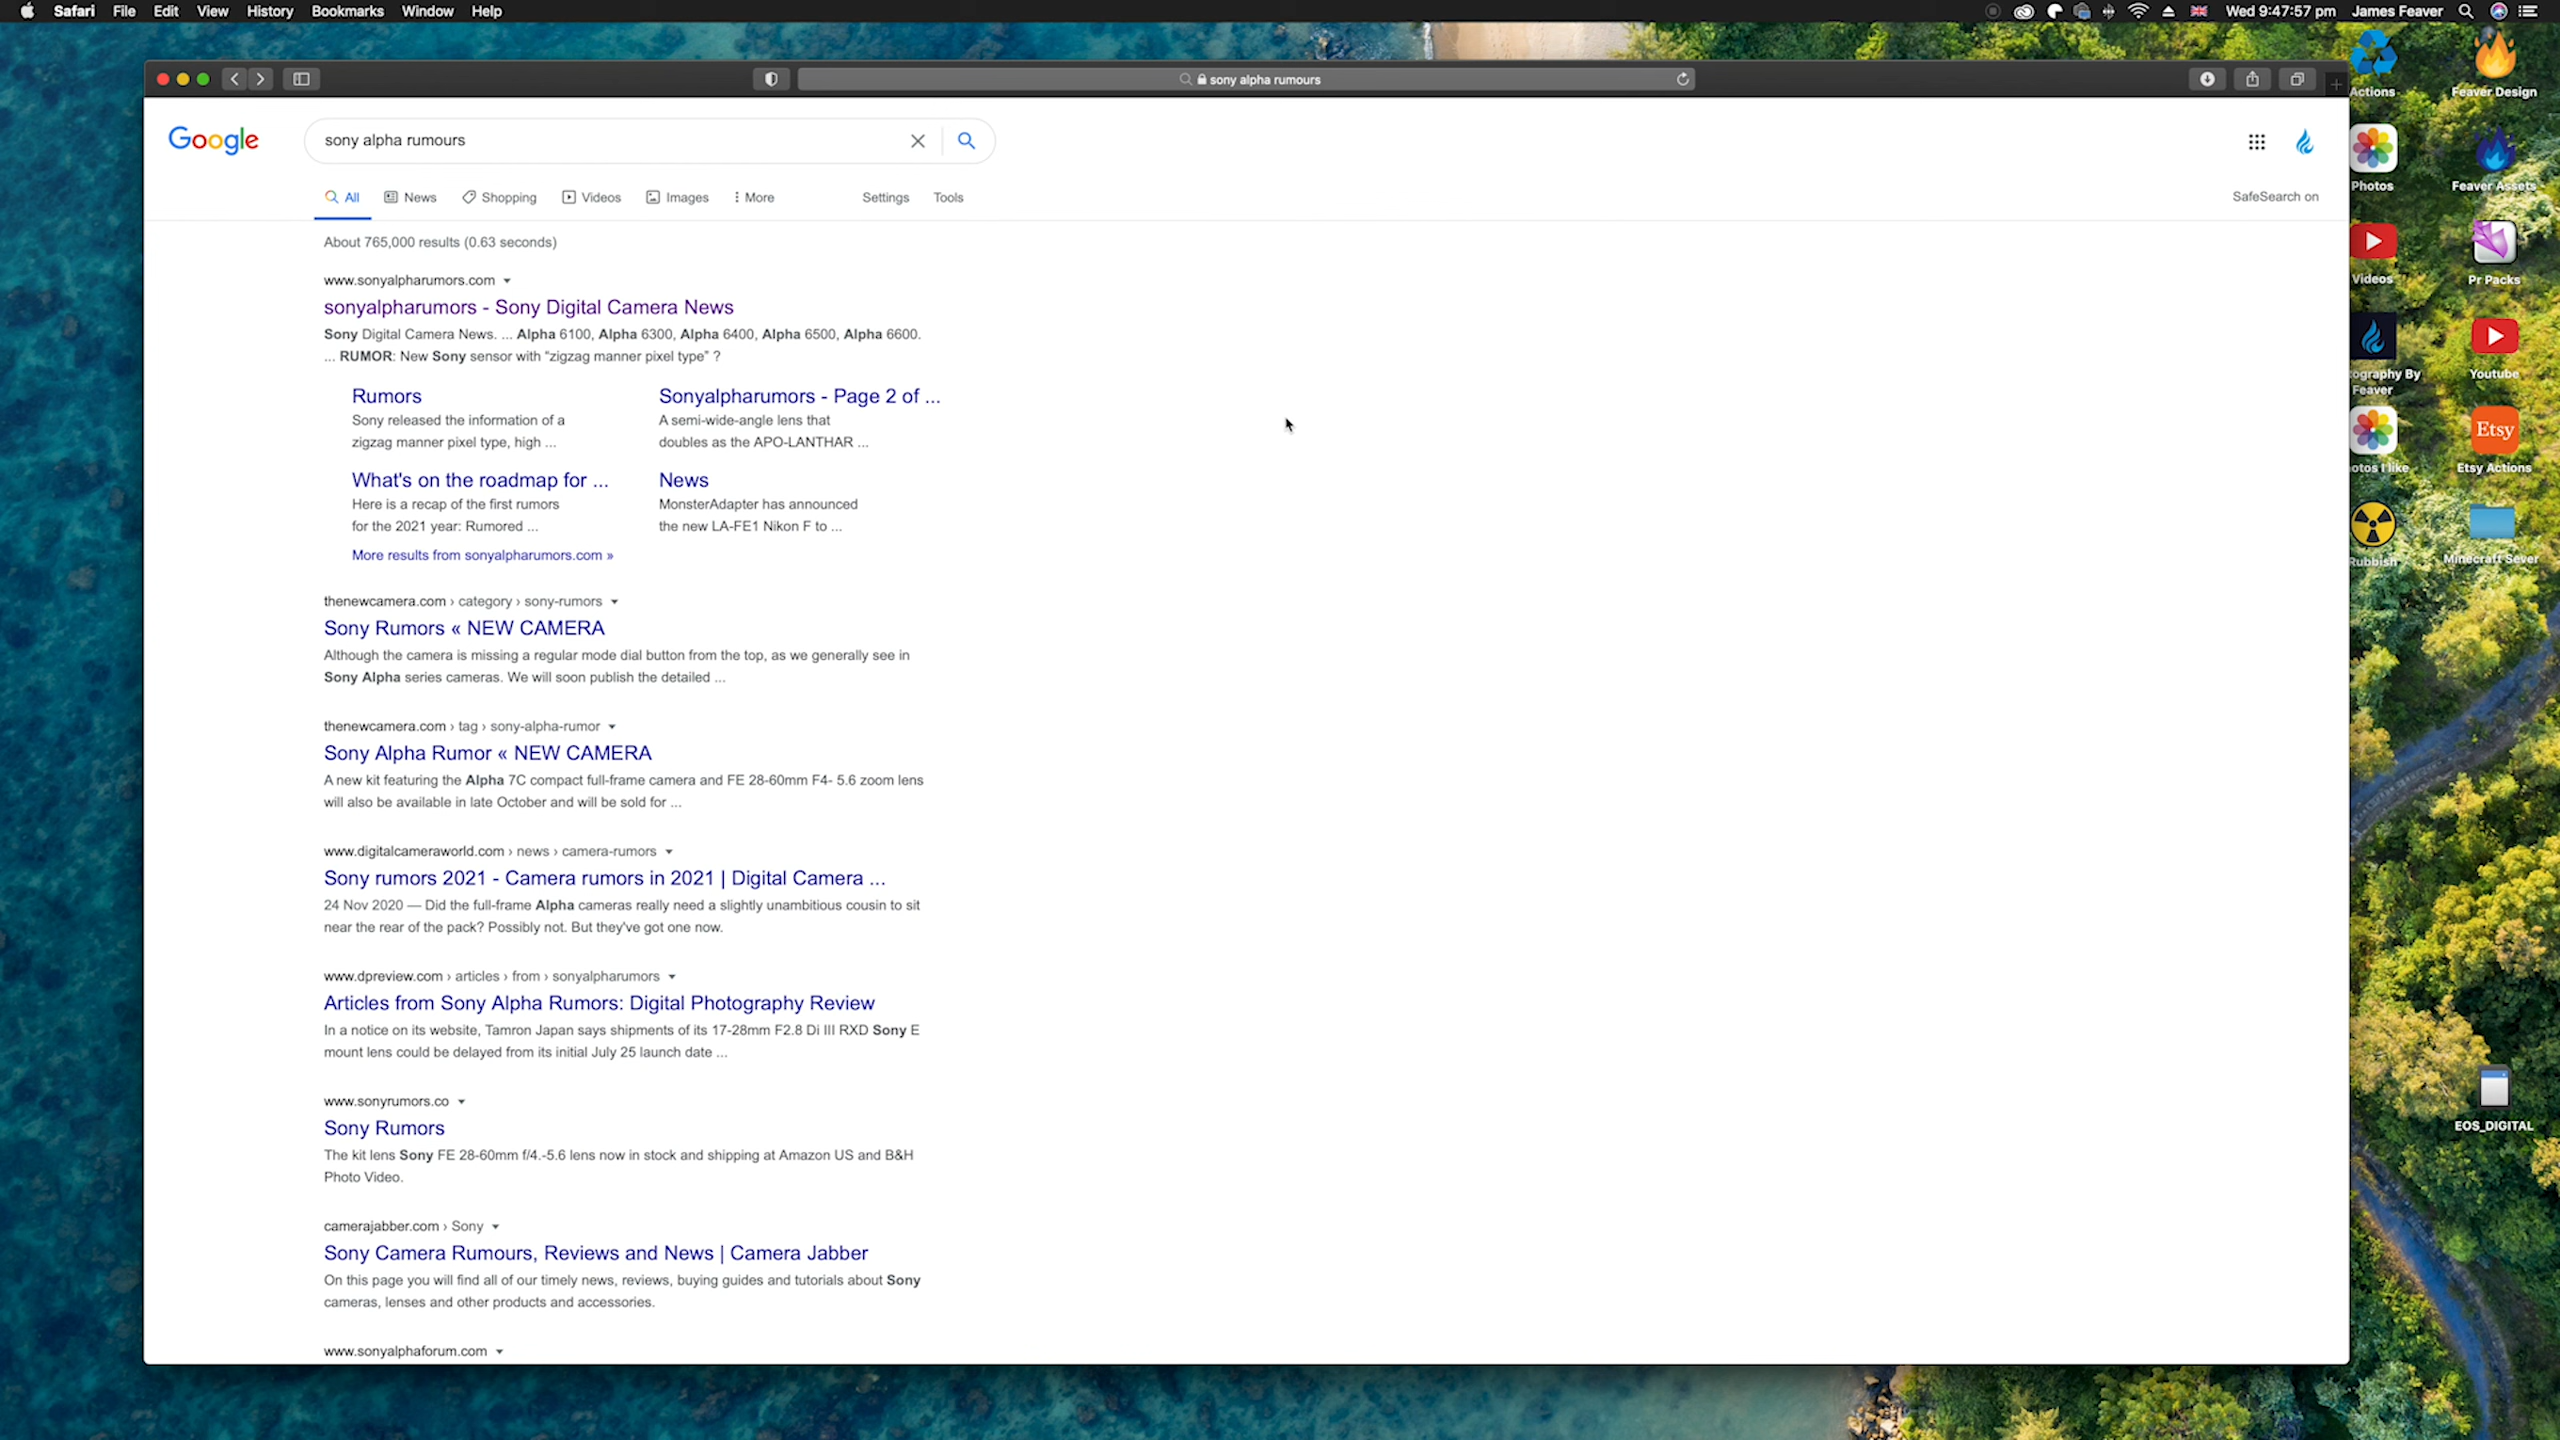 Safari File Edit View History Bookmarks Window Help
Wed 9:47:57 pm James Feaver
sony alpha rumours
Google
sony alpha rumours
All News Shopping Videos Images More Settings Tools
SafeSearch on
About 765,000 results (0.63 seconds)
www.sonyalpharumors.com
sonyalpharumors - Sony Digital Camera News
Sony Digital Camera News. ... Alpha 6100, Alpha 6300, Alpha 6400, Alpha 6500, Alpha 6600.
... RUMOR: New Sony sensor with "zigzag manner pixel type" ?
Rumors
Sony released the information of a
zigzag manner pixel type, high ...
Sonyalpharumors - Page 2 of ...
A semi-wide-angle lens that
doubles as the APO-LANTHAR ...
What's on the roadmap for ...
Here is a recap of the first rumors
for the 2021 year: Rumored ...
News
MonsterAdapter has announced
the new LA-FE1 Nikon F to ...
More results from sonyalpharumors.com »
thenewcamera.com › category › sony-rumors
Sony Rumors « NEW CAMERA
Although the camera is missing a regular mode dial button from the top, as we generally see in
Sony Alpha series cameras. We will soon publish the detailed ...
thenewcamera.com › tag › sony-alpha-rumor
Sony Alpha Rumor « NEW CAMERA
A new kit featuring the Alpha 7C compact full-frame camera and FE 28-60mm F4- 5.6 zoom lens
will also be available in late October and will be sold for ...
www.digitalcameraworld.com › news › camera-rumors
Sony rumors 2021 - Camera rumors in 2021 | Digital Camera ...
24 Nov 2020 — Did the full-frame Alpha cameras really need a slightly unambitious cousin to sit
near the rear of the pack? Possibly not. But they've got one now.
www.dpreview.com › articles › from › sonyalpharumors
Articles from Sony Alpha Rumors: Digital Photography Review
In a notice on its website, Tamron Japan says shipments of its 17-28mm F2.8 Di III RXD Sony E
mount lens could be delayed from its initial July 25 launch date ...
www.sonyrumors.co
Sony Rumors
The kit lens Sony FE 28-60mm f/4.-5.6 lens now in stock and shipping at Amazon US and B&H
Photo Video.
camerajabber.com › Sony
Sony Camera Rumours, Reviews and News | Camera Jabber
On this page you will find all of our timely news, reviews, buying guides and tutorials about Sony
cameras, lenses and other products and accessories.
www.sonyalphaforum.com
Actions
Feaver Design
Photos
Feaver Assets
Videos
Pr Packs
ography By
Feaver
Youtube
otos I like
Etsy
Etsy Actions
Rubbish
Minecraft Sever
EOS_DIGITAL